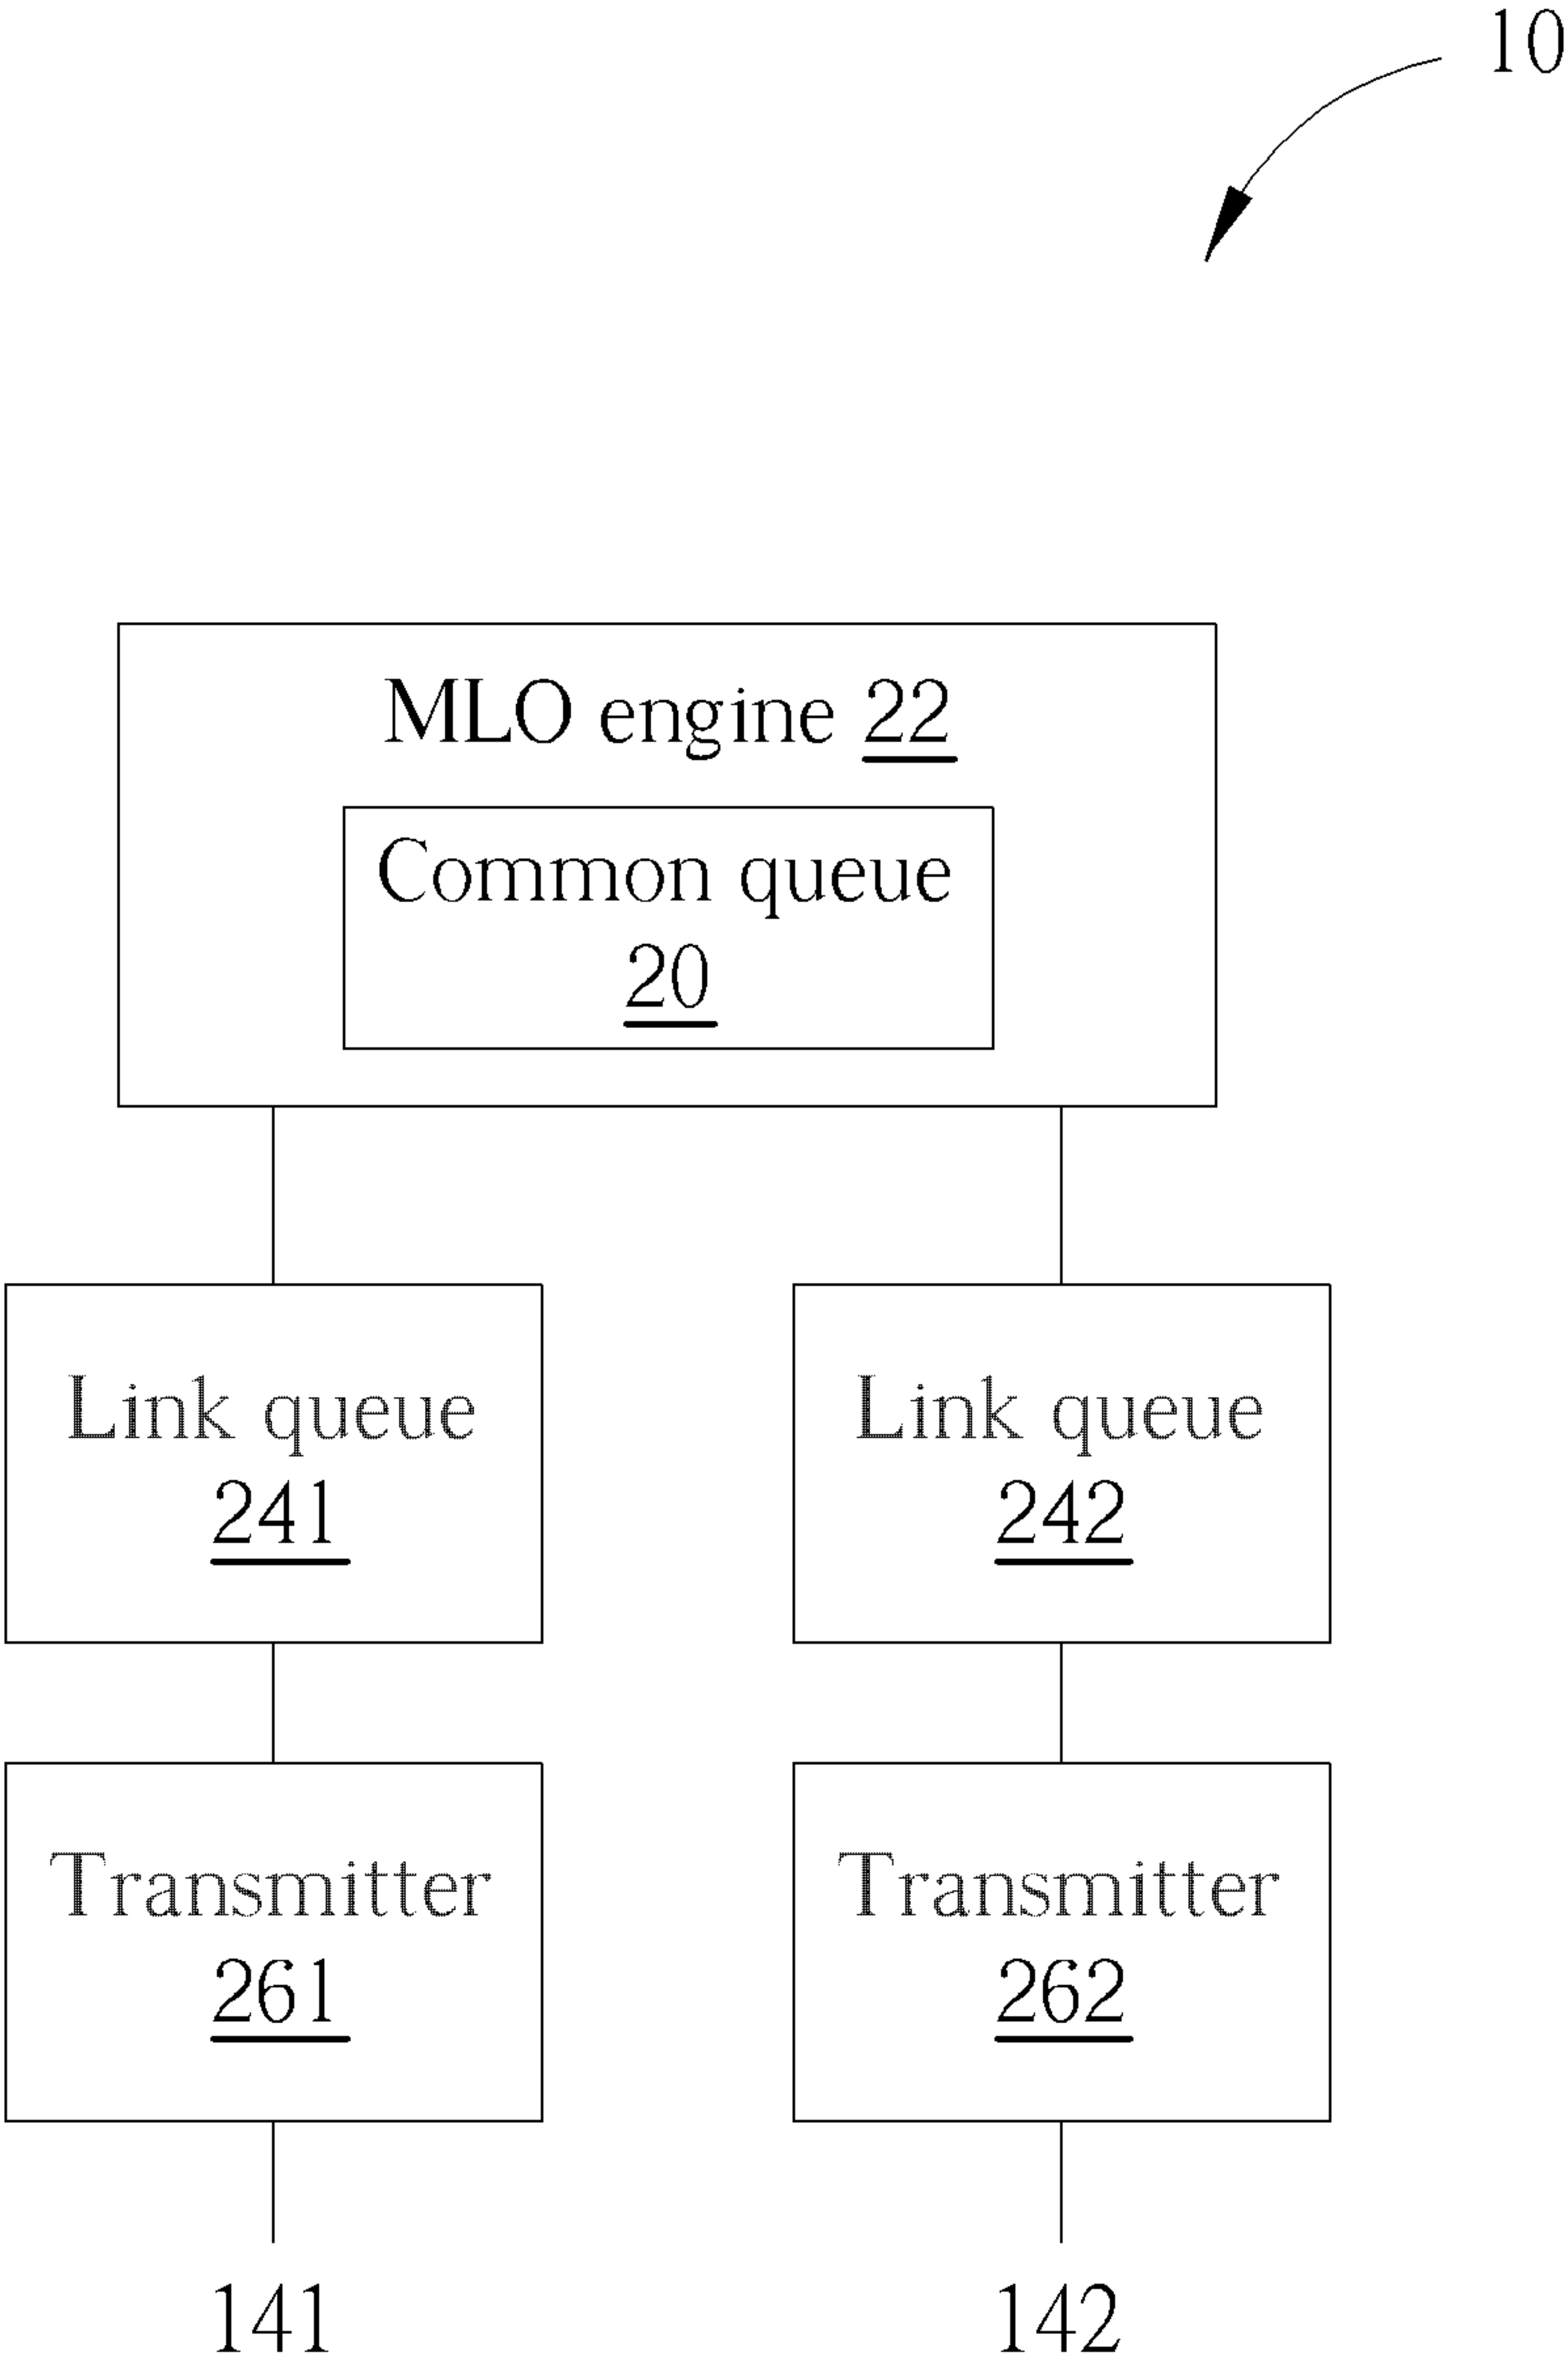 10
MLO engine 22
Common queue
20
Link queue
241
Link queue
242
Transmitter
261
Transmitter
262
141
142